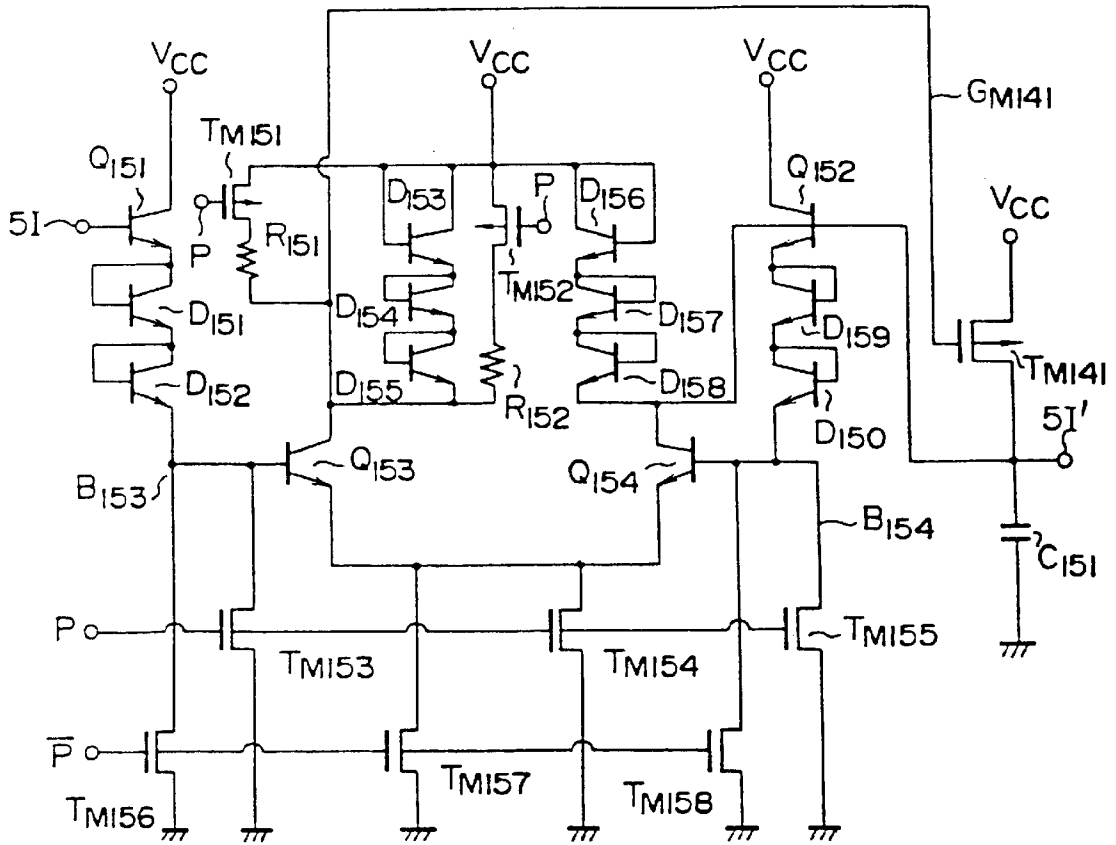 VCC
VCC
VCC
GM141
TM151
Q151
D153
P
D156
Q152
VCC
5I
P
R151
TM152
D151
D154
D157
D159
TM141
D152
D155
R152
D158
D150
5I'
B153
Q153
Q154
B154
C151
P
TM153
TM154
TM155
P̅
TM156
TM157
TM158